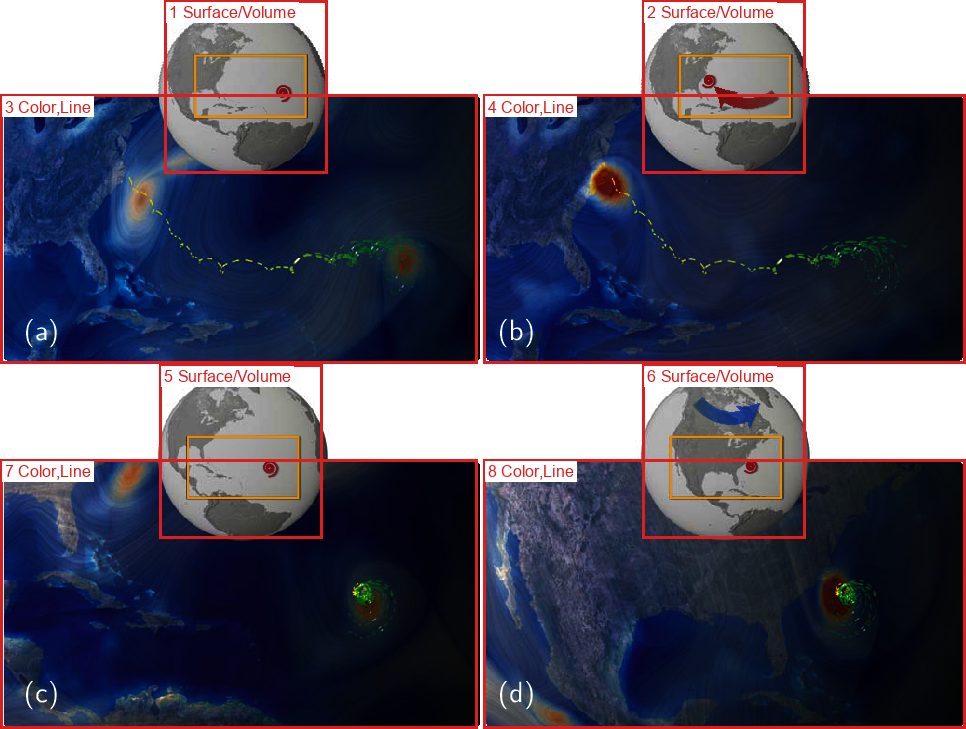 1 Surface/Volume
2 Surface/Volume
3 Color,Line
4 Color,Line
(a)
(b)
5 Surface/Volume
6 Surface/Volume
7 Color,Line
8 Color,Line
(c)
(d)